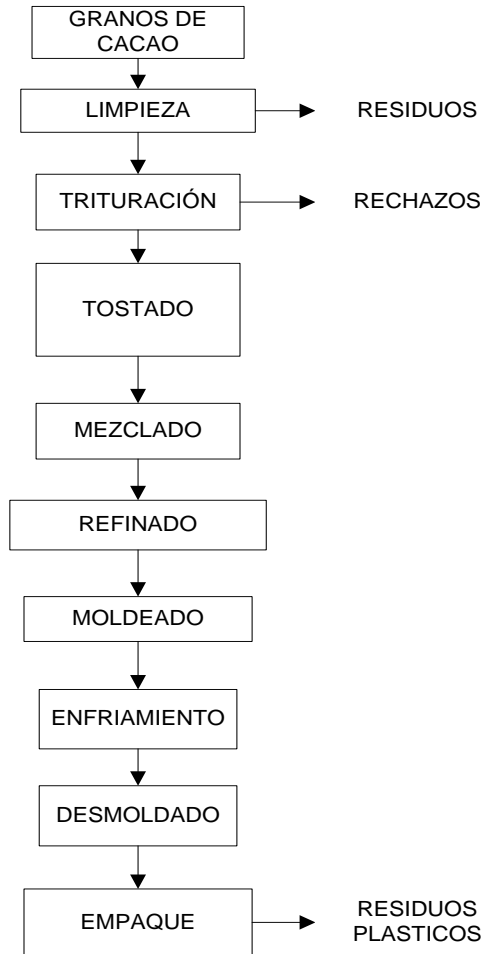 GRANOS DE
CACAO
LIMPIEZA
RESIDUOS
TRITURACIÓN
RECHAZOS
TOSTADO
MEZCLADO
REFINADO
MOLDEADO
ENFRIAMIENTO
DESMOLDADO
EMPAQUE
RESIDUOS
PLASTICOS